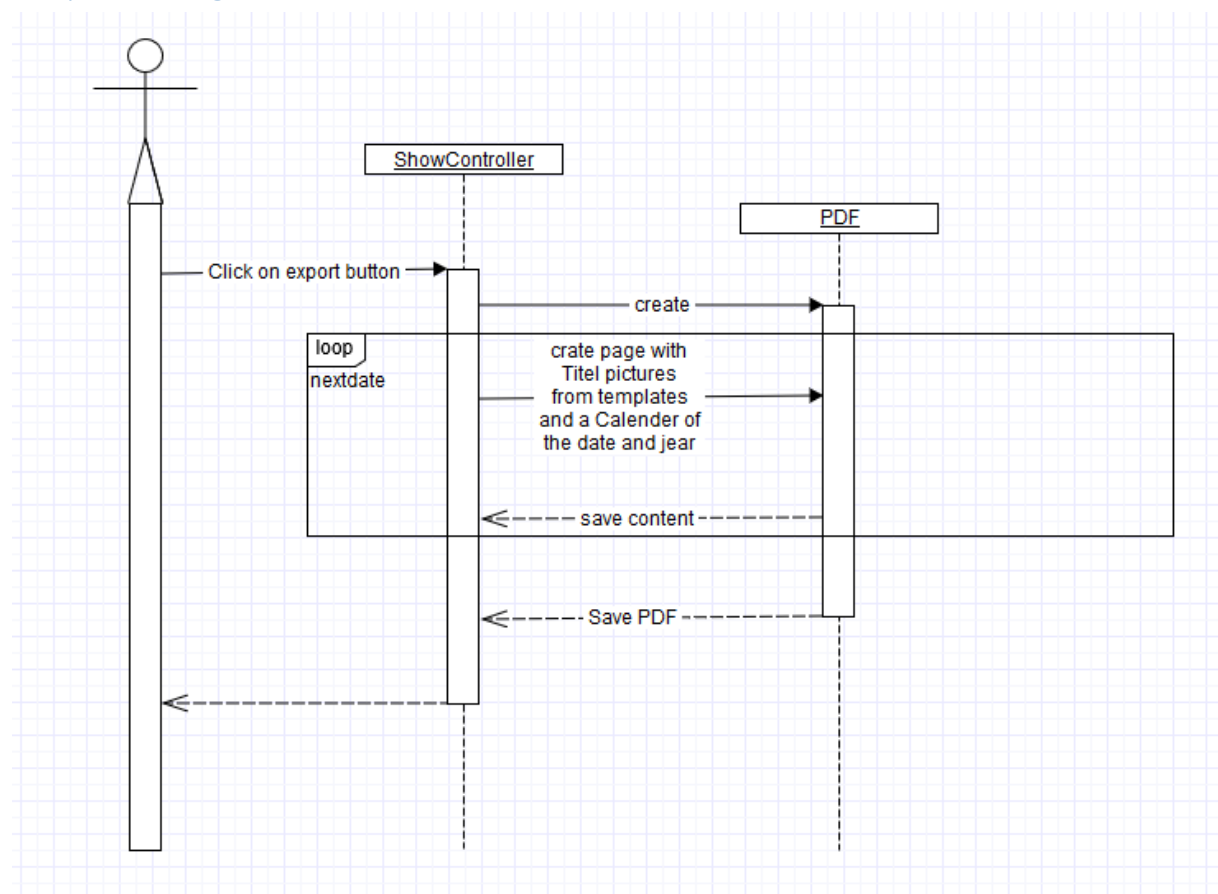 ShowController
PDF
Click on export button
create
loop
nextdate
crate page with
Titel pictures
from templates
and a Calender of
the date and jear
save content
Save PDF